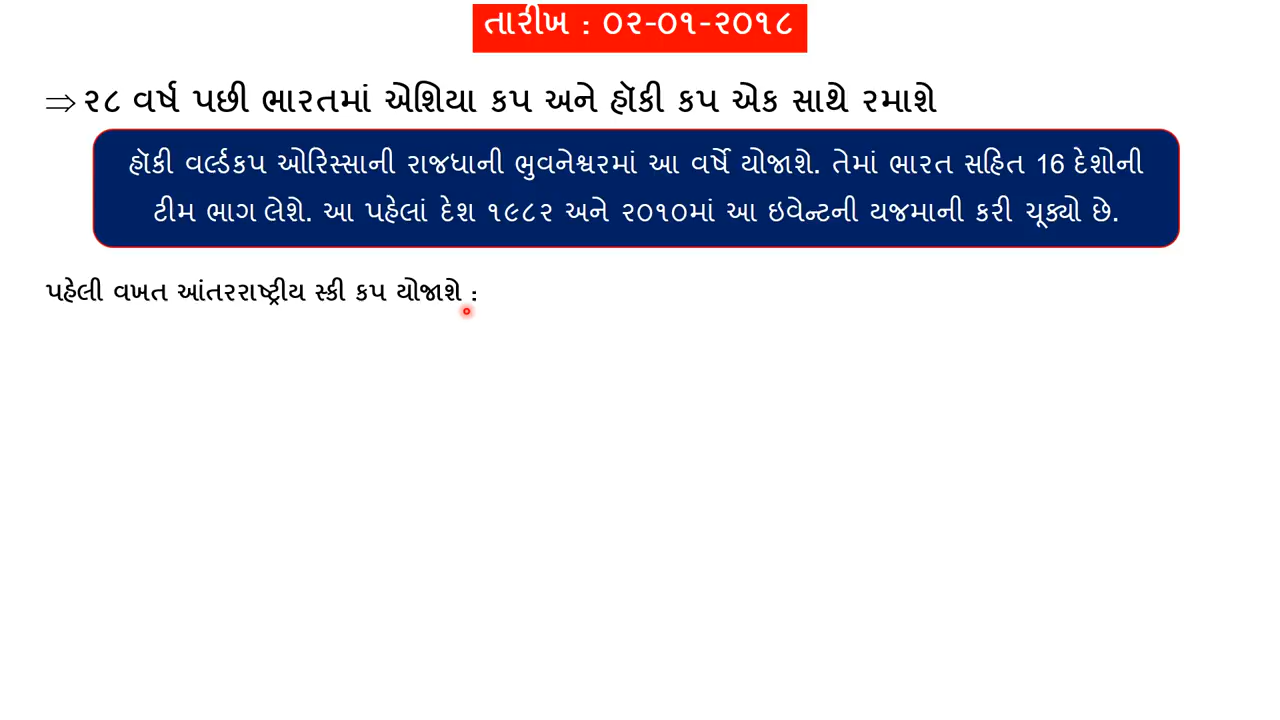 તારીખ : ૦૨-૦૧-૨૦૧૮
⇒ ૨૮ વર્ષ પછી ભારતમાં એશિયા કપ અને હૉકી કપ એક સાથે રમાશે
હૉકી વર્લ્ડકપ ઓરિસ્સાની રાજધાની ભુવનેશ્વરમાં આ વર્ષે યોજાશે. તેમાં ભારત સહિત 16 દેશોની
ટીમ ભાગ લેશે. આ પહેલાં દેશ ૧૯૮૨ અને ૨૦૧૦માં આ ઇવેન્ટની યજમાની કરી ચૂક્યો છે.
પહેલી વખત આંતરરાષ્ટ્રીય સ્કી કપ યોજાશે :